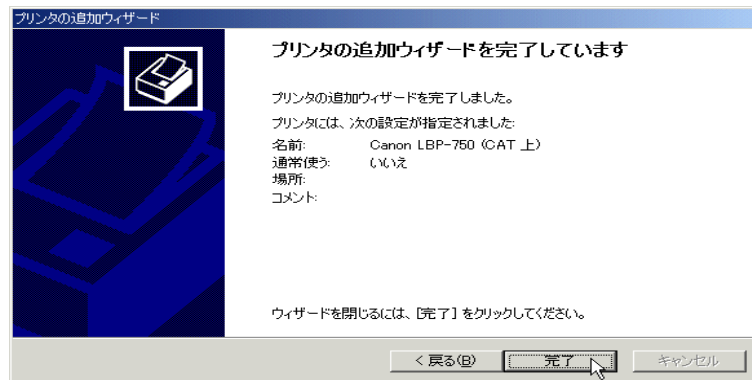 プリンタの追加ウィザード
プリンタの追加ウィザードを完了しています
プリンタの追加ウィザードを完了しました。
プリンタには、次の設定が指定されました:
名前: Canon LBP-750 (CAT 上)
通常使う: いいえ
場所:
コメント:
ウィザードを閉じるには、[完了] をクリックしてください。
< 戻る(B) 完了 キャンセル